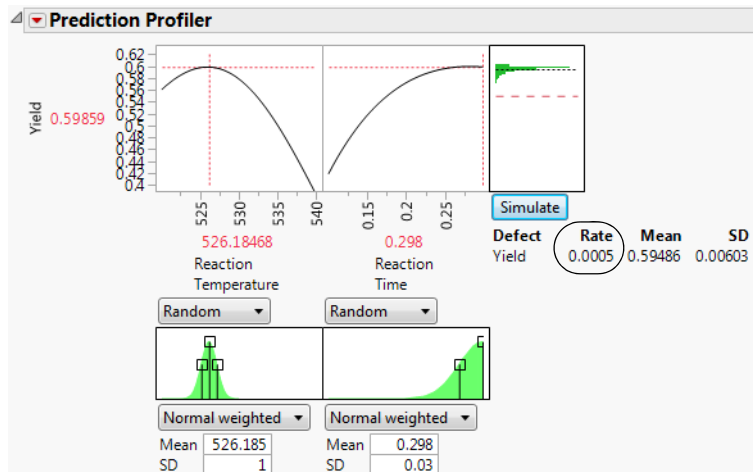 Prediction Profiler
Yield 0.59859
0.62
0.6
0.58
0.56
0.54
0.52
0.5
0.48
0.46
0.44
0.42
0.4
525 530 535 540 0.15 0.2 0.25
526.18468 0.298
Reaction Temperature
Reaction Time
Simulate
Defect Rate Mean SD
Yield 0.0005 0.59486 0.00603
Random Random
Normal weighted Normal weighted
Mean 526.185 Mean 0.298
SD 1 SD 0.03